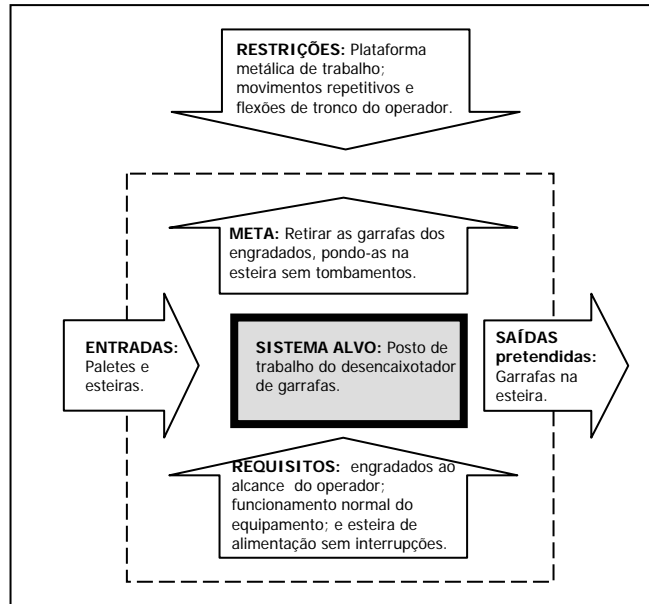 RESTRIÇÕES: Plataforma
metálica de trabalho;
movimentos repetitivos e
flexões de tronco do operador.
META: Retirar as garrafas dos
engradados, pondo-as na
esteira sem tombamentos.
ENTRADAS:
Paletes e
esteiras.
SISTEMA ALVO: Posto de
trabalho do desencaixotador
de garrafas.
SAÍDAS
pretendidas:
Garrafas na
esteira.
REQUISITOS: engradados ao
alcance do operador;
funcionamento normal do
equipamento; e esteira de
alimentação sem interrupções.